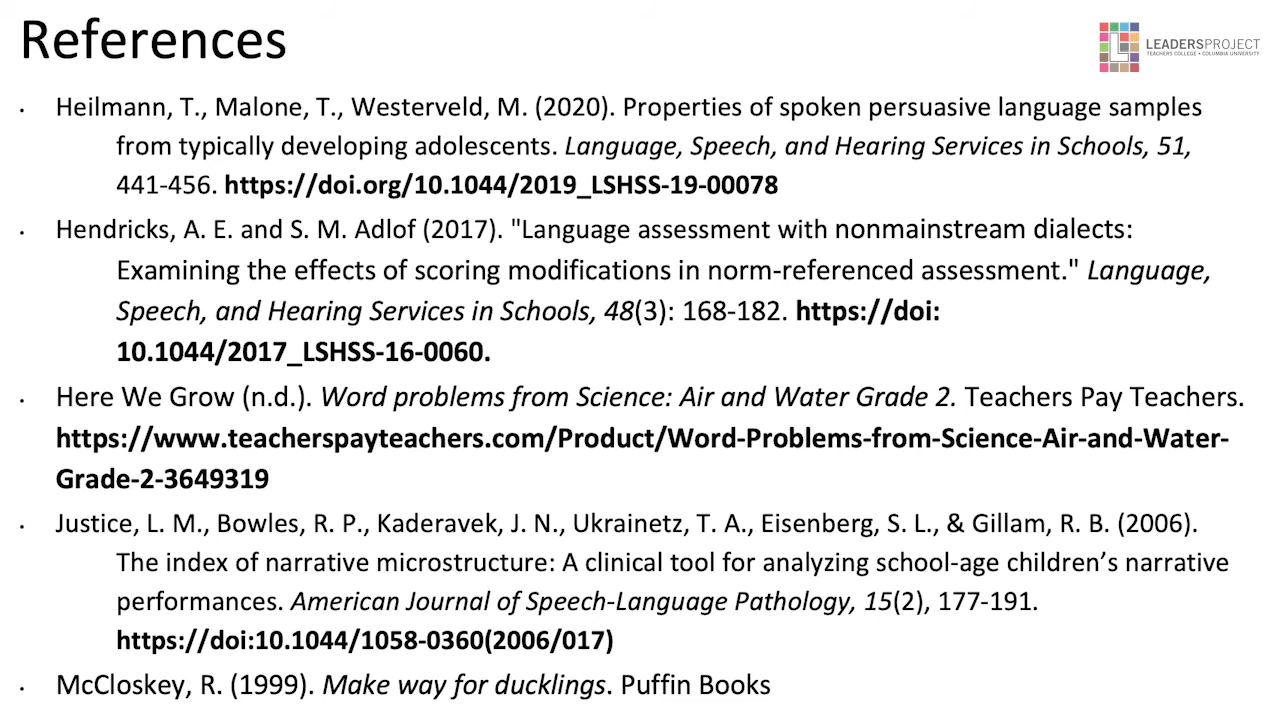 References
LEADERSPROJECT
TEACHERS COLLEGE • COLUMBIA UNIVERSITY
• Heilmann, T., Malone, T., Westerveld, M. (2020). Properties of spoken persuasive language samples
from typically developing adolescents. Language, Speech, and Hearing Services in Schools, 51,
441-456. https://doi.org/10.1044/2019_LSHSS-19-00078
• Hendricks, A. E. and S. M. Adlof (2017). "Language assessment with nonmainstream dialects:
Examining the effects of scoring modifications in norm-referenced assessment." Language,
Speech, and Hearing Services in Schools, 48(3): 168-182. https://doi:
10.1044/2017_LSHSS-16-0060.
• Here We Grow (n.d.). Word problems from Science: Air and Water Grade 2. Teachers Pay Teachers.
https://www.teacherspayteachers.com/Product/Word-Problems-from-Science-Air-and-Water-
Grade-2-3649319
• Justice, L. M., Bowles, R. P., Kaderavek, J. N., Ukrainetz, T. A., Eisenberg, S. L., & Gillam, R. B. (2006).
The index of narrative microstructure: A clinical tool for analyzing school-age children’s narrative
performances. American Journal of Speech-Language Pathology, 15(2), 177-191.
https://doi:10.1044/1058-0360(2006/017)
• McCloskey, R. (1999). Make way for ducklings. Puffin Books